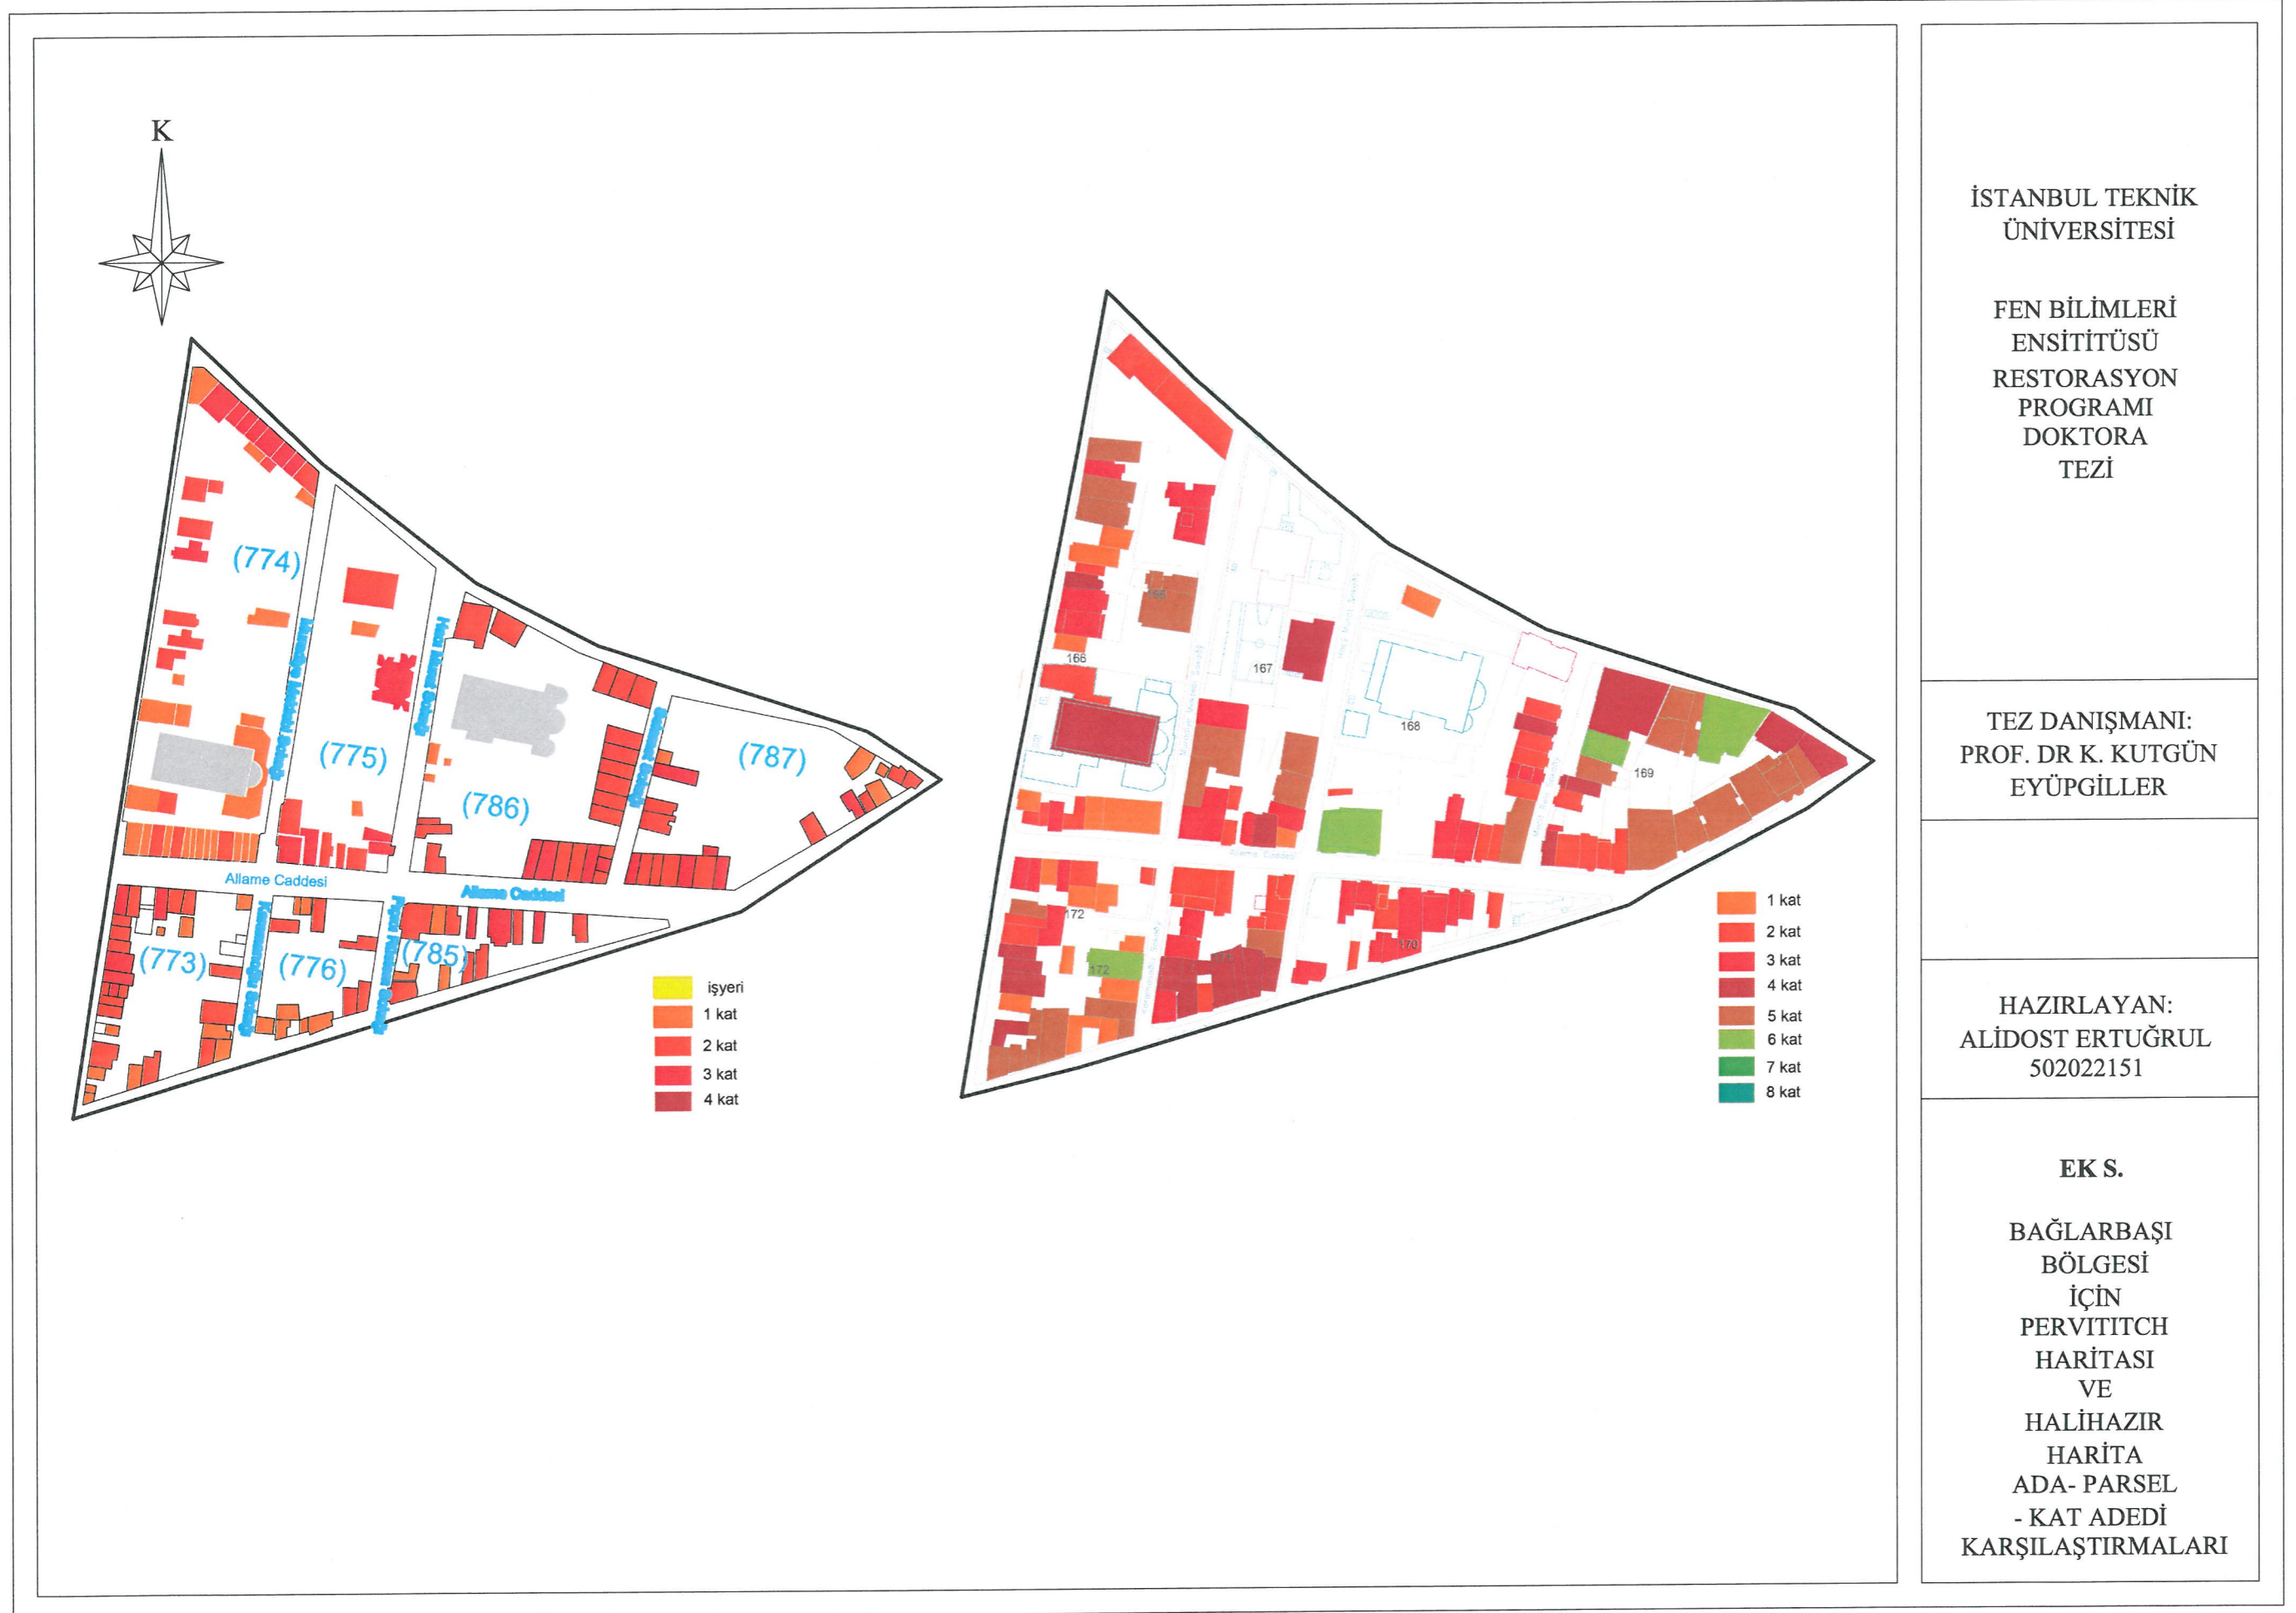 K
(774)
(775)
(786)
(787)
Allame Caddesi
Allame Caddesi
(773)
(776)
(785)
işyeri
1 kat
2 kat
3 kat
4 kat
166
167
168
169
Allame Caddesi
172
172
170
1 kat
2 kat
3 kat
4 kat
5 kat
6 kat
7 kat
8 kat
İSTANBUL TEKNİK
ÜNİVERSİTESİ
FEN BİLİMLERİ
ENSİTİTÜSÜ
RESTORASYON
PROGRAMI
DOKTORA
TEZİ
TEZ DANIŞMANI:
PROF. DR K. KUTGÜN
EYÜPGİLLER
HAZIRLAYAN:
ALİDOST ERTUĞRUL
502022151
EK S.
BAĞLARBAŞI
BÖLGESİ
İÇİN
PERVITITCH
HARİTASI
VE
HALİHAZIR
HARİTA
ADA- PARSEL
- KAT ADEDİ
KARŞILAŞTIRMALARI